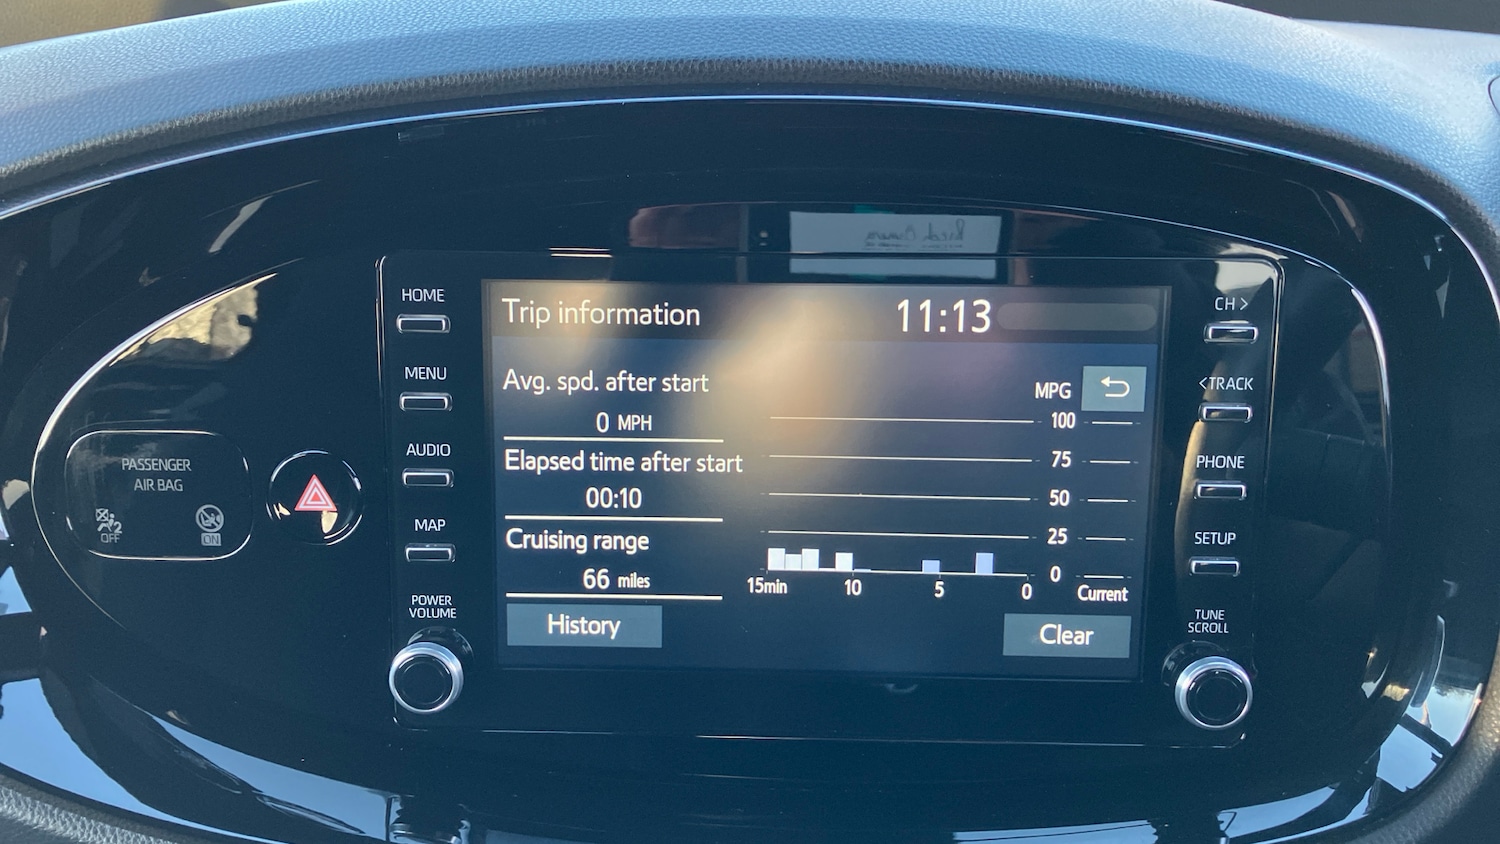 HOME
MENU
AUDIO
MAP
POWER
VOLUME
PASSENGER
AIR BAG
2
OFF
ON
Trip information
11:13
Avg. spd. after start
0 MPH
Elapsed time after start
00:10
Cruising range
66 miles
History
MPG
100
75
50
25
0
15min 10 5 0 Current
Clear
CH >
<TRACK
PHONE
SETUP
TUNE
SCROLL